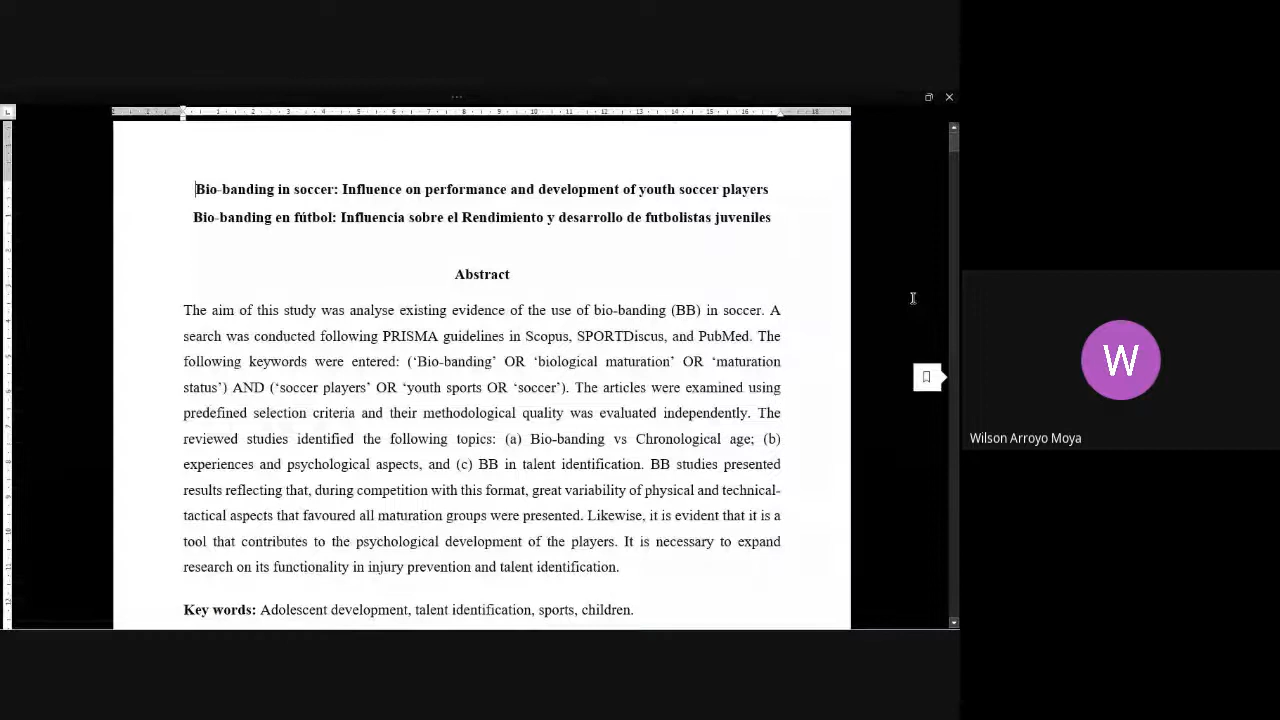 Bio-banding in soccer: Influence on performance and development of youth soccer players
Bio-banding en fútbol: Influencia sobre el Rendimiento y desarrollo de futbolistas juveniles
Abstract
The aim of this study was analyse existing evidence of the use of bio-banding (BB) in soccer. A
search was conducted following PRISMA guidelines in Scopus, SPORTDiscus, and PubMed. The
following keywords were entered: (‘Bio-banding’ OR ‘biological maturation’ OR ‘maturation
status’) AND (‘soccer players’ OR ‘youth sports OR ‘soccer’). The articles were examined using
predefined selection criteria and their methodological quality was evaluated independently. The
reviewed studies identified the following topics: (a) Bio-banding vs Chronological age; (b)
experiences and psychological aspects, and (c) BB in talent identification. BB studies presented
results reflecting that, during competition with this format, great variability of physical and technical-
tactical aspects that favoured all maturation groups were presented. Likewise, it is evident that it is a
tool that contributes to the psychological development of the players. It is necessary to expand
research on its functionality in injury prevention and talent identification.
Key words: Adolescent development, talent identification, sports, children.
W
Wilson Arroyo Moya